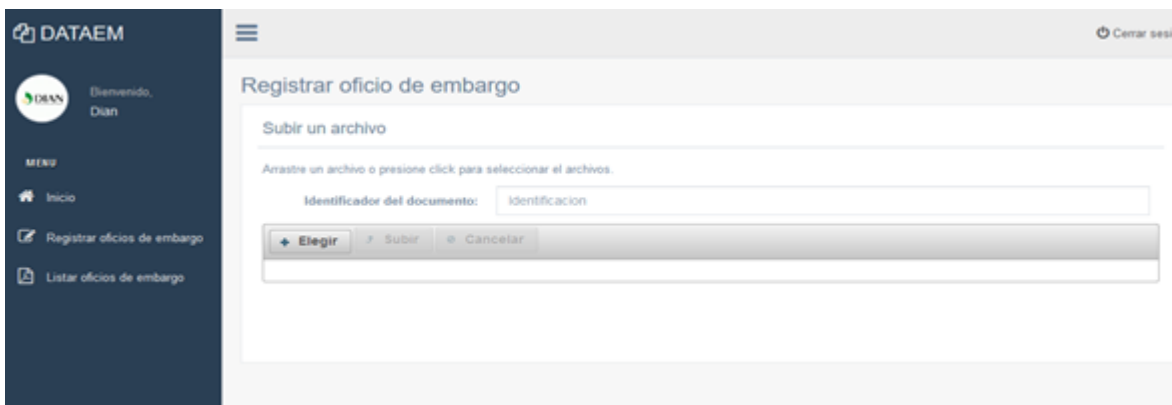 DATAEM
Cerrar sesi
DIAN
Bienvenido,
Dian
MENU
Inicio
Registrar oficios de embargo
Listar oficios de embargo
Registrar oficio de embargo
Subir un archivo
Arrastre un archivo o presione click para seleccionar el archivos.
Identificador del documento: Identificacion
Elegir Subir Cancelar